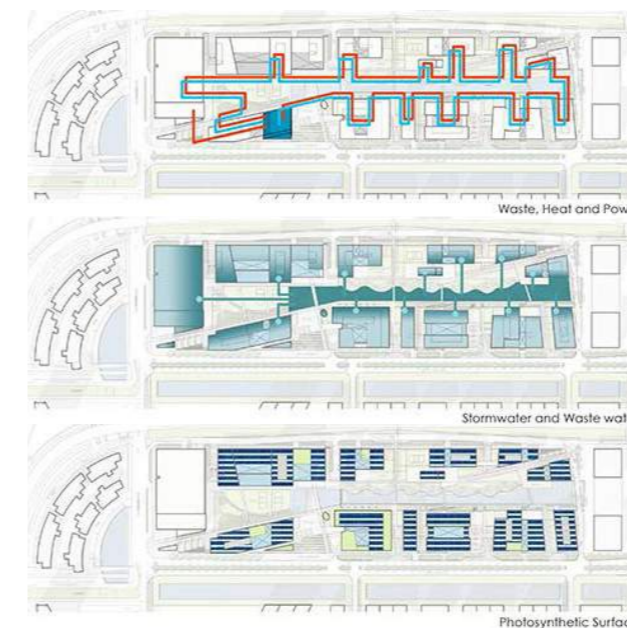 Waste, Heat and Pow
Stormwater and Waste wat
Photosynthetic Surfac